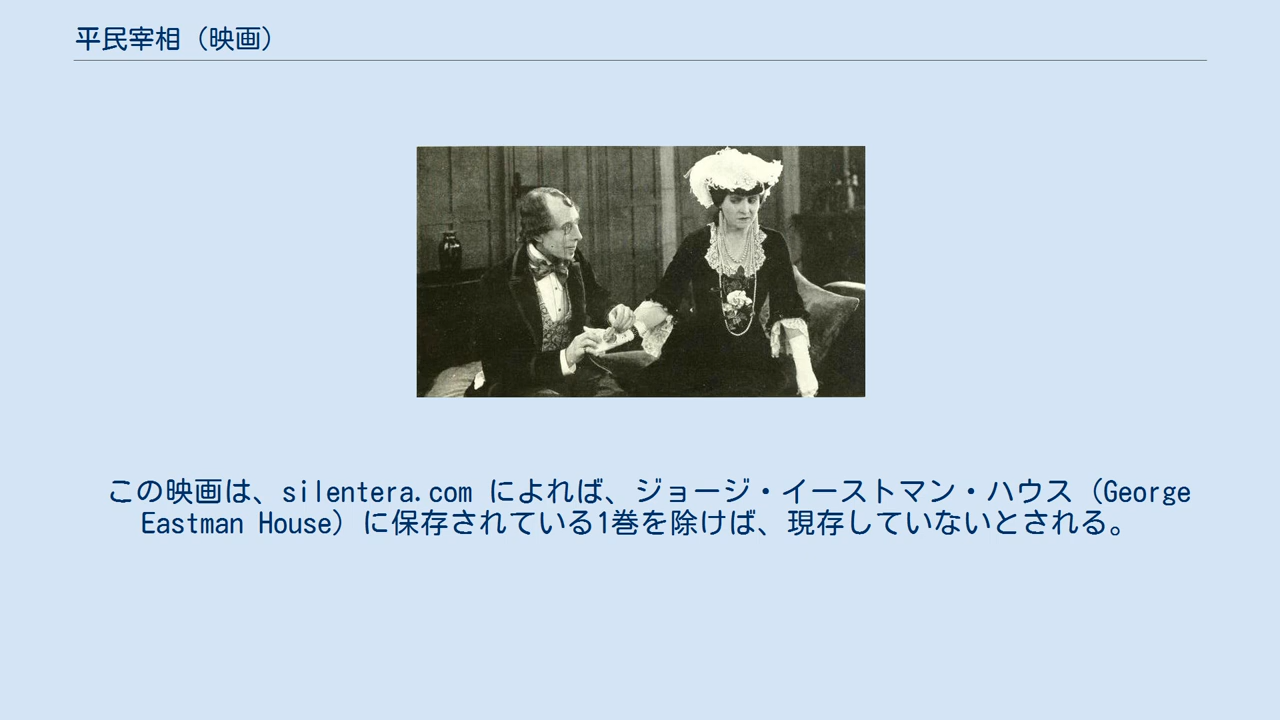 平民宰相（映画）
この映画は、silentera.com によれば、ジョージ・イーストマン・ハウス（George
Eastman House）に保存されている1巻を除けば、現存していないとされる。